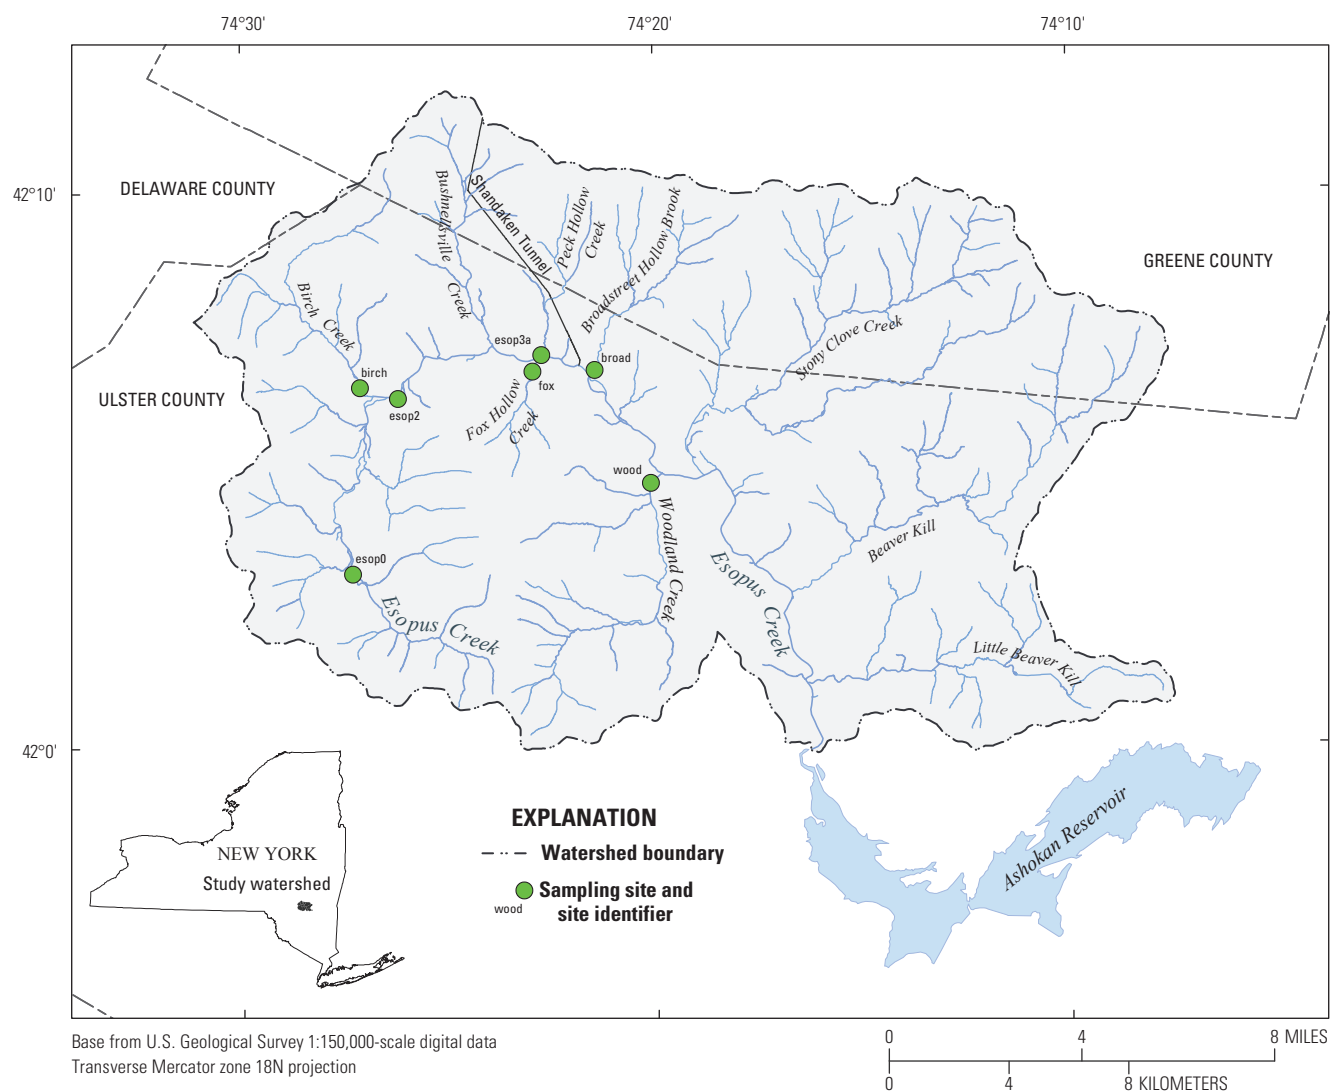 74°30'
74°20'
74°10'
42°10'
DELAWARE COUNTY
GREENE COUNTY
ULSTER COUNTY
Bushnellsville
Creek
Shandaken Tunnel
Peck Hollow
Creek
Broadstreet Hollow Brook
Birch Creek
Stony Clove Creek
esop3a
broad
birch
fox
esop2
Fox Hollow
Creek
wood
Woodland Creek
esop0
Esopus Creek
Esopus Creek
Beaver Kill
Little Beaver Kill
42°0'
NEW YORK
Study watershed
EXPLANATION
Watershed boundary
Sampling site and
site identifier
wood
Ashokan Reservoir
Base from U.S. Geological Survey 1:150,000-scale digital data
Transverse Mercator zone 18N projection
0 4 8 MILES
0 4 8 KILOMETERS